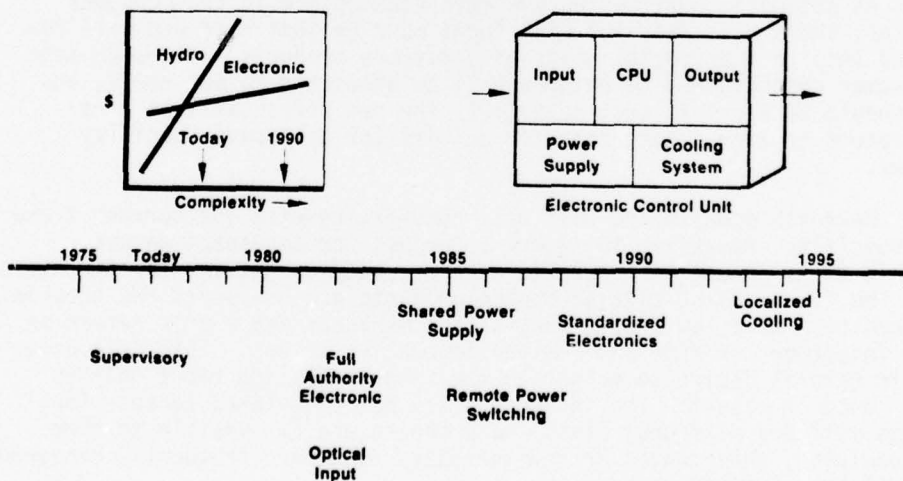 Hydro
Electronic
$
Today 1990
Complexity
Input CPU Output
Power Supply
Cooling System
Electronic Control Unit
1975 Today 1980 1985 1990 1995
Shared Power
Supply
Standardized
Electronics
Localized
Cooling
Supervisory
Full
Authority
Electronic
Remote Power
Switching
Optical
Input